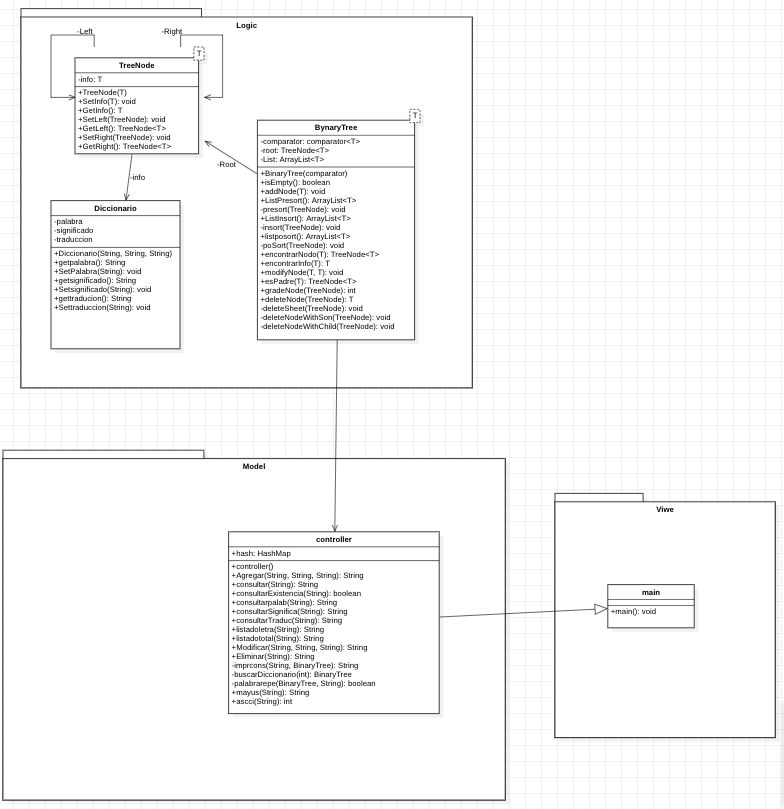 Logic
-Left
-Right
T
TreeNode
-info: T
+TreeNode(T)
+SetInfo(T): void
+GetInfo(): T
+SetLeft(TreeNode): void
+GetLeft(): TreeNode<T>
+SetRight(TreeNode): void
+GetRight(): TreeNode<T>
-Root
-info
T
BynaryTree
-comparator: comparator<T>
-root: TreeNode<T>
-List: ArrayList<T>
+BinaryTree(comparator)
+isEmpty(): boolean
+addNode(T): void
+ListPresort(): ArrayList<T>
-presort(TreeNode): void
+ListInsort(): ArrayList<T>
-insort(TreeNode): void
+listposort(): ArrayList<T>
-poSort(TreeNode): void
+encontrarNodo(T): TreeNode<T>
+encontrarInfo(T): T
+modifyNode(T, T): void
+esPadre(T): TreeNode<T>
+gradeNode(TreeNode): int
+deleteNode(TreeNode): T
-deleteSheet(TreeNode): void
-deleteNodeWithSon(TreeNode): void
-deleteNodeWithChild(TreeNode): void
Diccionario
-palabra
-significado
-traduccion
+Diccionario(String, String, String)
+getpalabra(): String
+SetPalabra(String): void
+getsignificado(): String
+Setsignificado(String): void
+gettraducion(): String
+Settraduccion(String): void
Model
controller
+hash: HashMap
+controller()
+Agregar(String, String, String): String
+consultar(String): String
+consultarExistencia(String): boolean
+consultarpalab(String): String
+consultarSignifica(String): String
+consultarTraduc(String): String
+listadoletra(String): String
+listadototal(String): String
+Modificar(String, String, String): String
+Eliminar(String): String
-imprcons(String, BinaryTree): String
-buscarDiccionario(int): BinaryTree
-palabrarepe(BinaryTree, String): boolean
+mayus(String): String
+ascci(String): int
Viwe
main
+main(): void